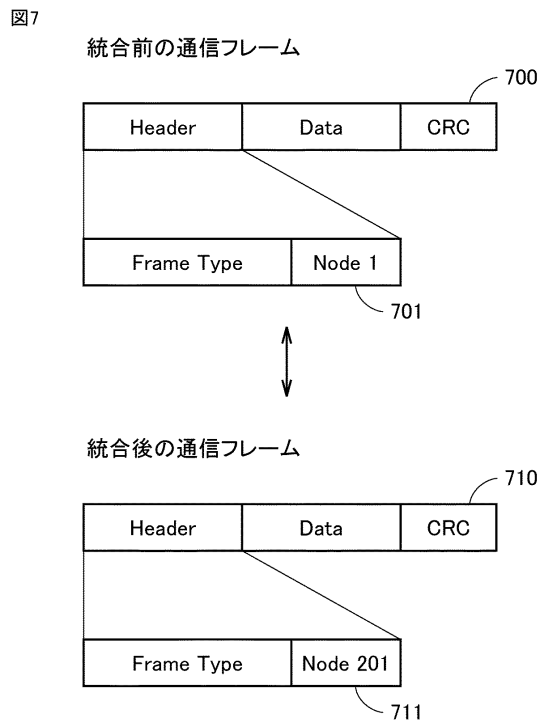 図7
統合前の通信フレーム
700
Header Data CRC
Frame Type Node 1
701
統合後の通信フレーム
710
Header Data CRC
Frame Type Node 201
711